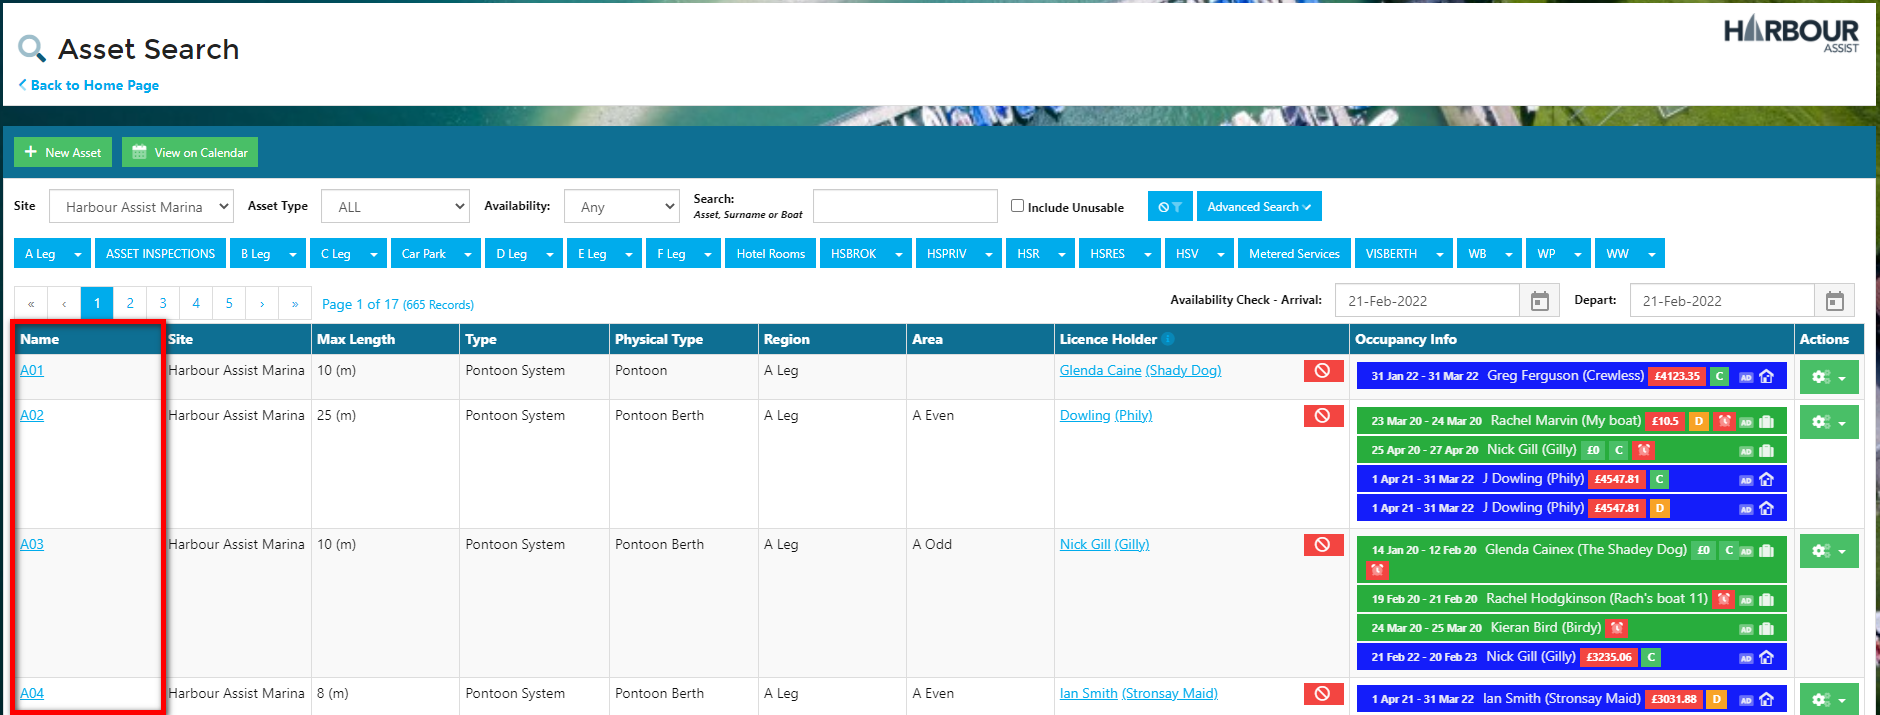 Asset Search
HARBOUR
ASSIST
Back to Home Page
New Asset View on Calendar
Site Harbour Assist Marina Asset Type ALL Availability: Any Search: Asset, Surname or Boat Include Unusable Advanced Search
A Leg ASSET INSPECTIONS B Leg C Leg Car Park D Leg E Leg F Leg Hotel Rooms HSBROK HSPRIV HSR HSRES HSV Metered Services VISBERTH WB WP WW
« ‹ 1 2 3 4 5 › » Page 1 of 17 (665 Records) Availability Check - Arrival: 21-Feb-2022 Depart: 21-Feb-2022
Name Site Max Length Type Physical Type Region Area Licence Holder Occupancy Info Actions
A01 Harbour Assist Marina 10 (m) Pontoon System Pontoon A Leg Glenda Caine (Shady Dog) 31 Jan 22 - 31 Mar 22 Greg Ferguson (Crewless) £4123.35 C AD
A02 Harbour Assist Marina 25 (m) Pontoon System Pontoon Berth A Leg A Even Dowling (Phily) 23 Mar 20 - 24 Mar 20 Rachel Marvin (My boat) £10.5 D AD
25 Apr 20 - 27 Apr 20 Nick Gill (Gilly) £0 C AD
1 Apr 21 - 31 Mar 22 J Dowling (Phily) £4547.81 C AD
1 Apr 21 - 31 Mar 22 J Dowling (Phily) £4547.81 D AD
A03 Harbour Assist Marina 10 (m) Pontoon System Pontoon Berth A Leg A Odd Nick Gill (Gilly) 14 Jan 20 - 12 Feb 20 Glenda Cainex (The Shadey Dog) £0 C AD
19 Feb 20 - 21 Feb 20 Rachel Hodgkinson (Rach's boat 11) AD
24 Mar 20 - 25 Mar 20 Kieran Bird (Birdy) AD
21 Feb 22 - 20 Feb 23 Nick Gill (Gilly) £3235.06 C AD
A04 Harbour Assist Marina 8 (m) Pontoon System Pontoon Berth A Leg A Even Ian Smith (Stronsay Maid) 1 Apr 21 - 31 Mar 22 Ian Smith (Stronsay Maid) £3031.88 D AD